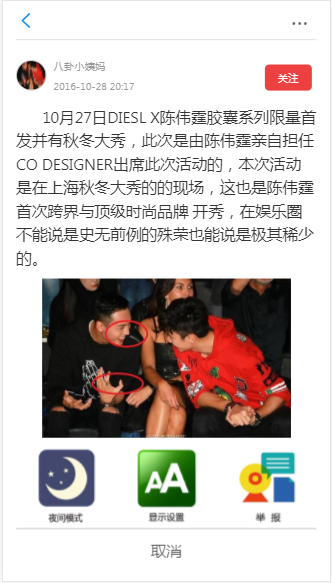 八卦小姨妈
2016-10-28 20:17
关注
10月27日DIESL X陈伟霆胶囊系列限量首
发并有秋冬大秀，此次是由陈伟霆亲自担任
CO DESIGNER出席此次活动的，本次活动
是在上海秋冬大秀的的现场，这也是陈伟霆
首次跨界与顶级时尚品牌 开秀，在娱乐圈
不能说是史无前例的殊荣也能说是极其稀少
的。
AA
夜间模式
显示设置
举 报
取消